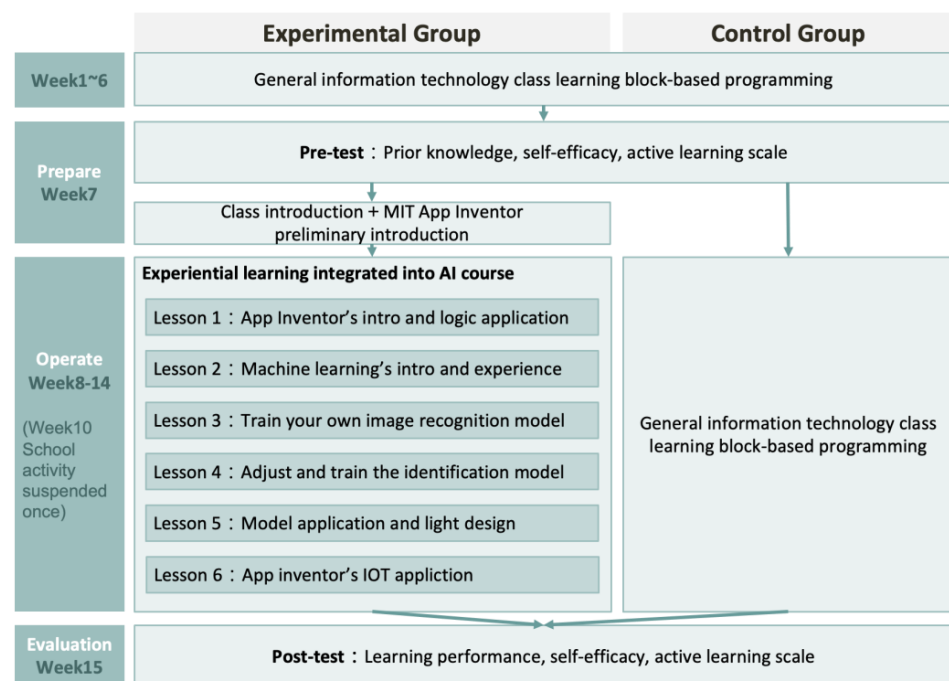 Experimental Group
Control Group
Week1~6
General information technology class learning block-based programming
Prepare
Week7
Pre-test：Prior knowledge, self-efficacy, active learning scale
Class introduction + MIT App Inventor
preliminary introduction
Operate
Week8-14
(Week10
School
activity
suspended
once)
Experiential learning integrated into AI course
Lesson 1：App Inventor’s intro and logic application
Lesson 2：Machine learning’s intro and experience
Lesson 3：Train your own image recognition model
Lesson 4：Adjust and train the identification model
Lesson 5：Model application and light design
Lesson 6：App inventor’s IOT appliction
General information technology class
learning block-based programming
Evaluation
Week15
Post-test：Learning performance, self-efficacy, active learning scale